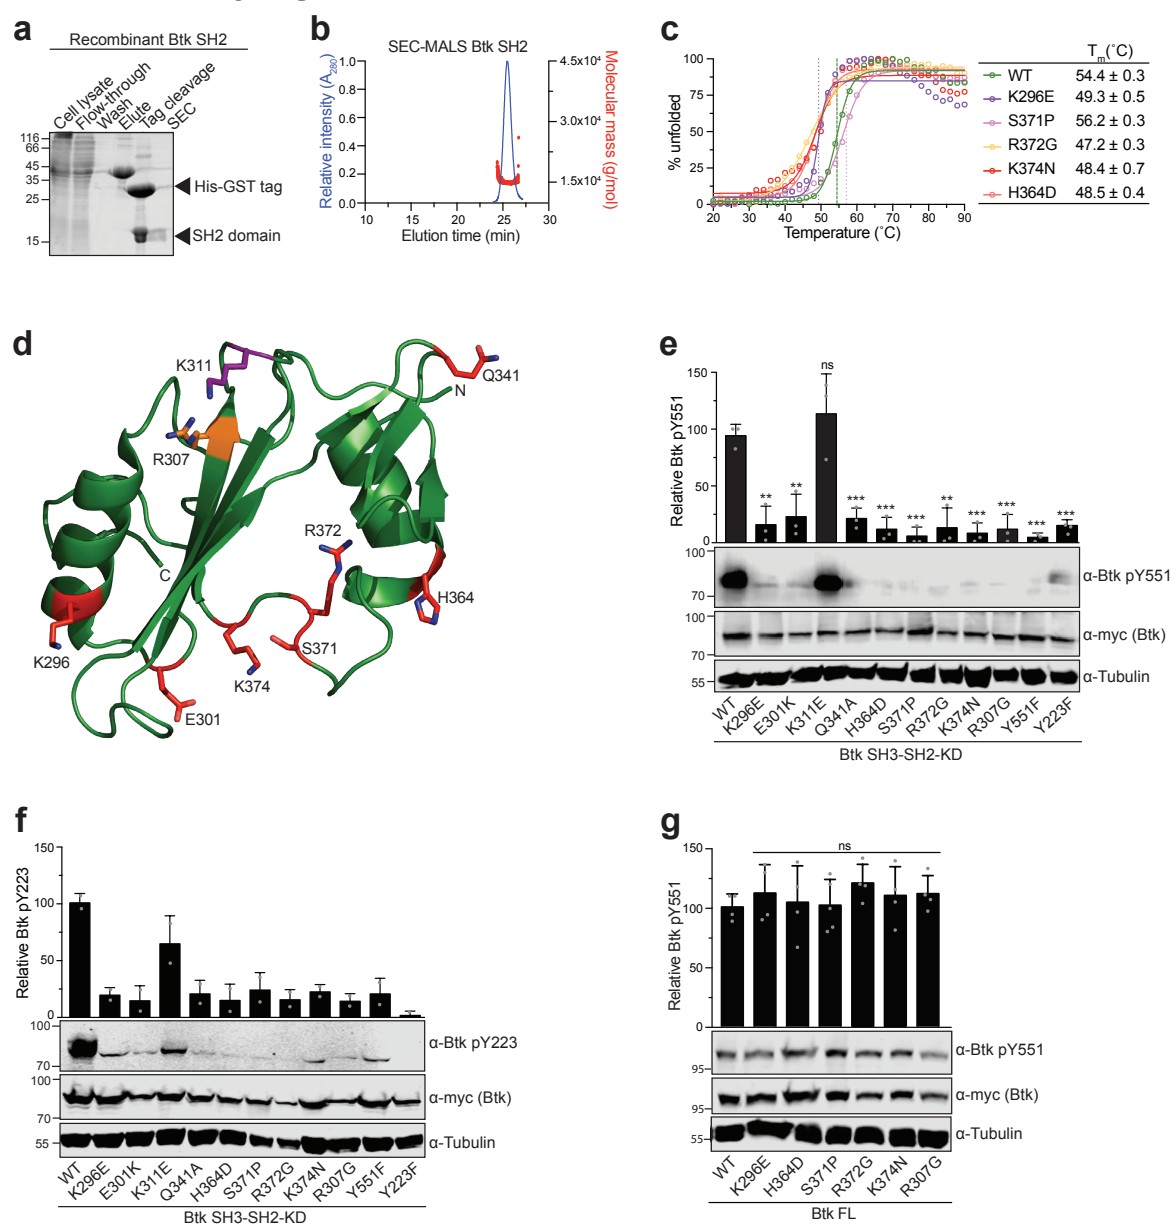 a
Recombinant Btk SH2
Cell lysate
Flow-through
Wash
Elute
Tag cleavage
SEC
116
66
45
35
25
15
His-GST tag
SH2 domain
b
SEC-MALS Btk SH2
Relative intensity (A280)
1.0
0.8
0.6
0.4
0.2
0.0
4.5x10⁴
3.0x10⁴
1.5x10⁴
Molecular mass (g/mol)
10 15 20 25 30
Elution time (min)
c
% unfolded
100
75
50
25
0
20 30 40 50 60 70 80 90
Temperature (˚C)
Tm(˚C)
WT 54.4 ± 0.3
K296E 49.3 ± 0.5
S371P 56.2 ± 0.3
R372G 47.2 ± 0.3
K374N 48.4 ± 0.7
H364D 48.5 ± 0.4
d
K311
Q341
N
R307
R372
C
H364
K296
S371
K374
E301
e
Relative Btk pY551
150
100
50
0
ns
** ** *** *** *** ** *** *** *** ***
100
70
α-Btk pY551
100
70
α-myc (Btk)
55
α-Tubulin
WT K296E E301K K311E Q341A H364D S371P R372G K374N R307G Y551F Y223F
Btk SH3-SH2-KD
f
Relative Btk pY223
150
100
50
0
100
70
α-Btk pY223
100
70
α-myc (Btk)
55
α-Tubulin
WT K296E E301K K311E Q341A H364D S371P R372G K374N R307G Y551F Y223F
Btk SH3-SH2-KD
g
Relative Btk pY551
150
100
50
0
ns
95
α-Btk pY551
95
α-myc (Btk)
55
α-Tubulin
WT K296E H364D S371P R372G K374N R307G
Btk FL